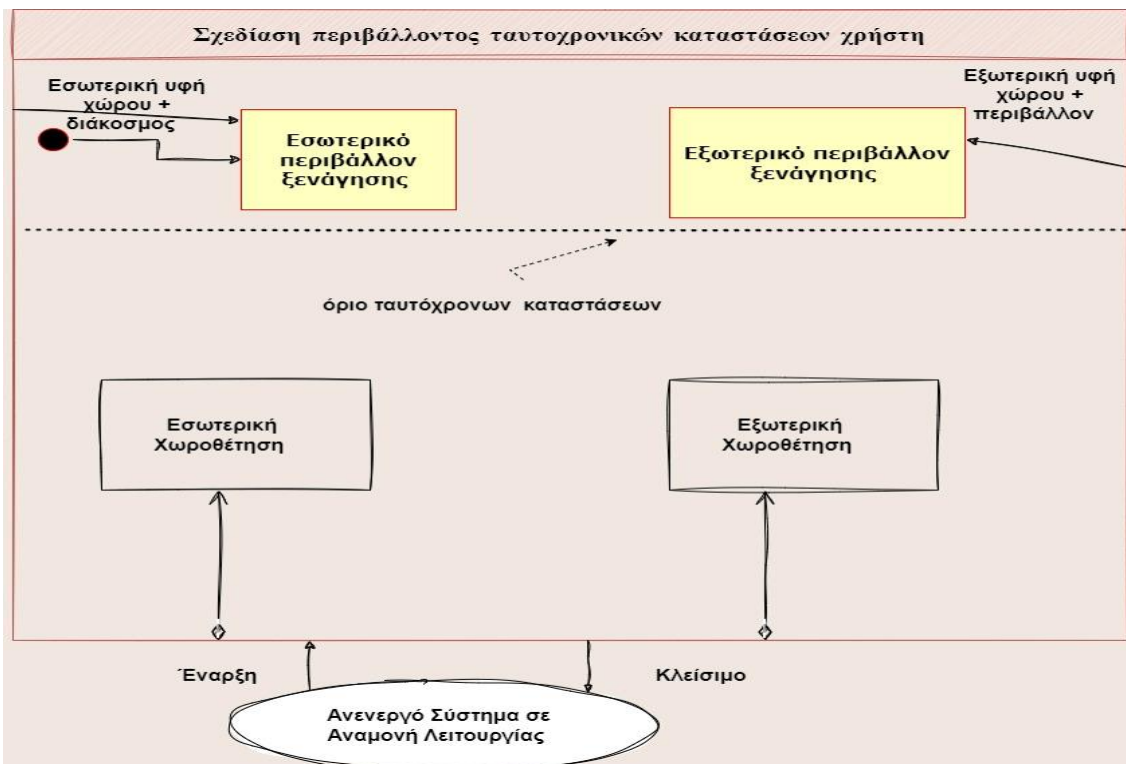 Σχεδίαση περιβάλλοντος ταυτοχρονικών καταστάσεων χρήστη
Εσωτερική υφή
χώρου +
διάκοσμος
Εξωτερική υφή
χώρου +
περιβάλλον
Εσωτερικό
περιβάλλον
ξενάγησης
Εξωτερικό περιβάλλον
ξενάγησης
όριο ταυτόχρονων καταστάσεων
Εσωτερική
Χωροθέτηση
Εξωτερική
Χωροθέτηση
Έναρξη
Κλείσιμο
Ανενεργό Σύστημα σε
Αναμονή Λειτουργίας